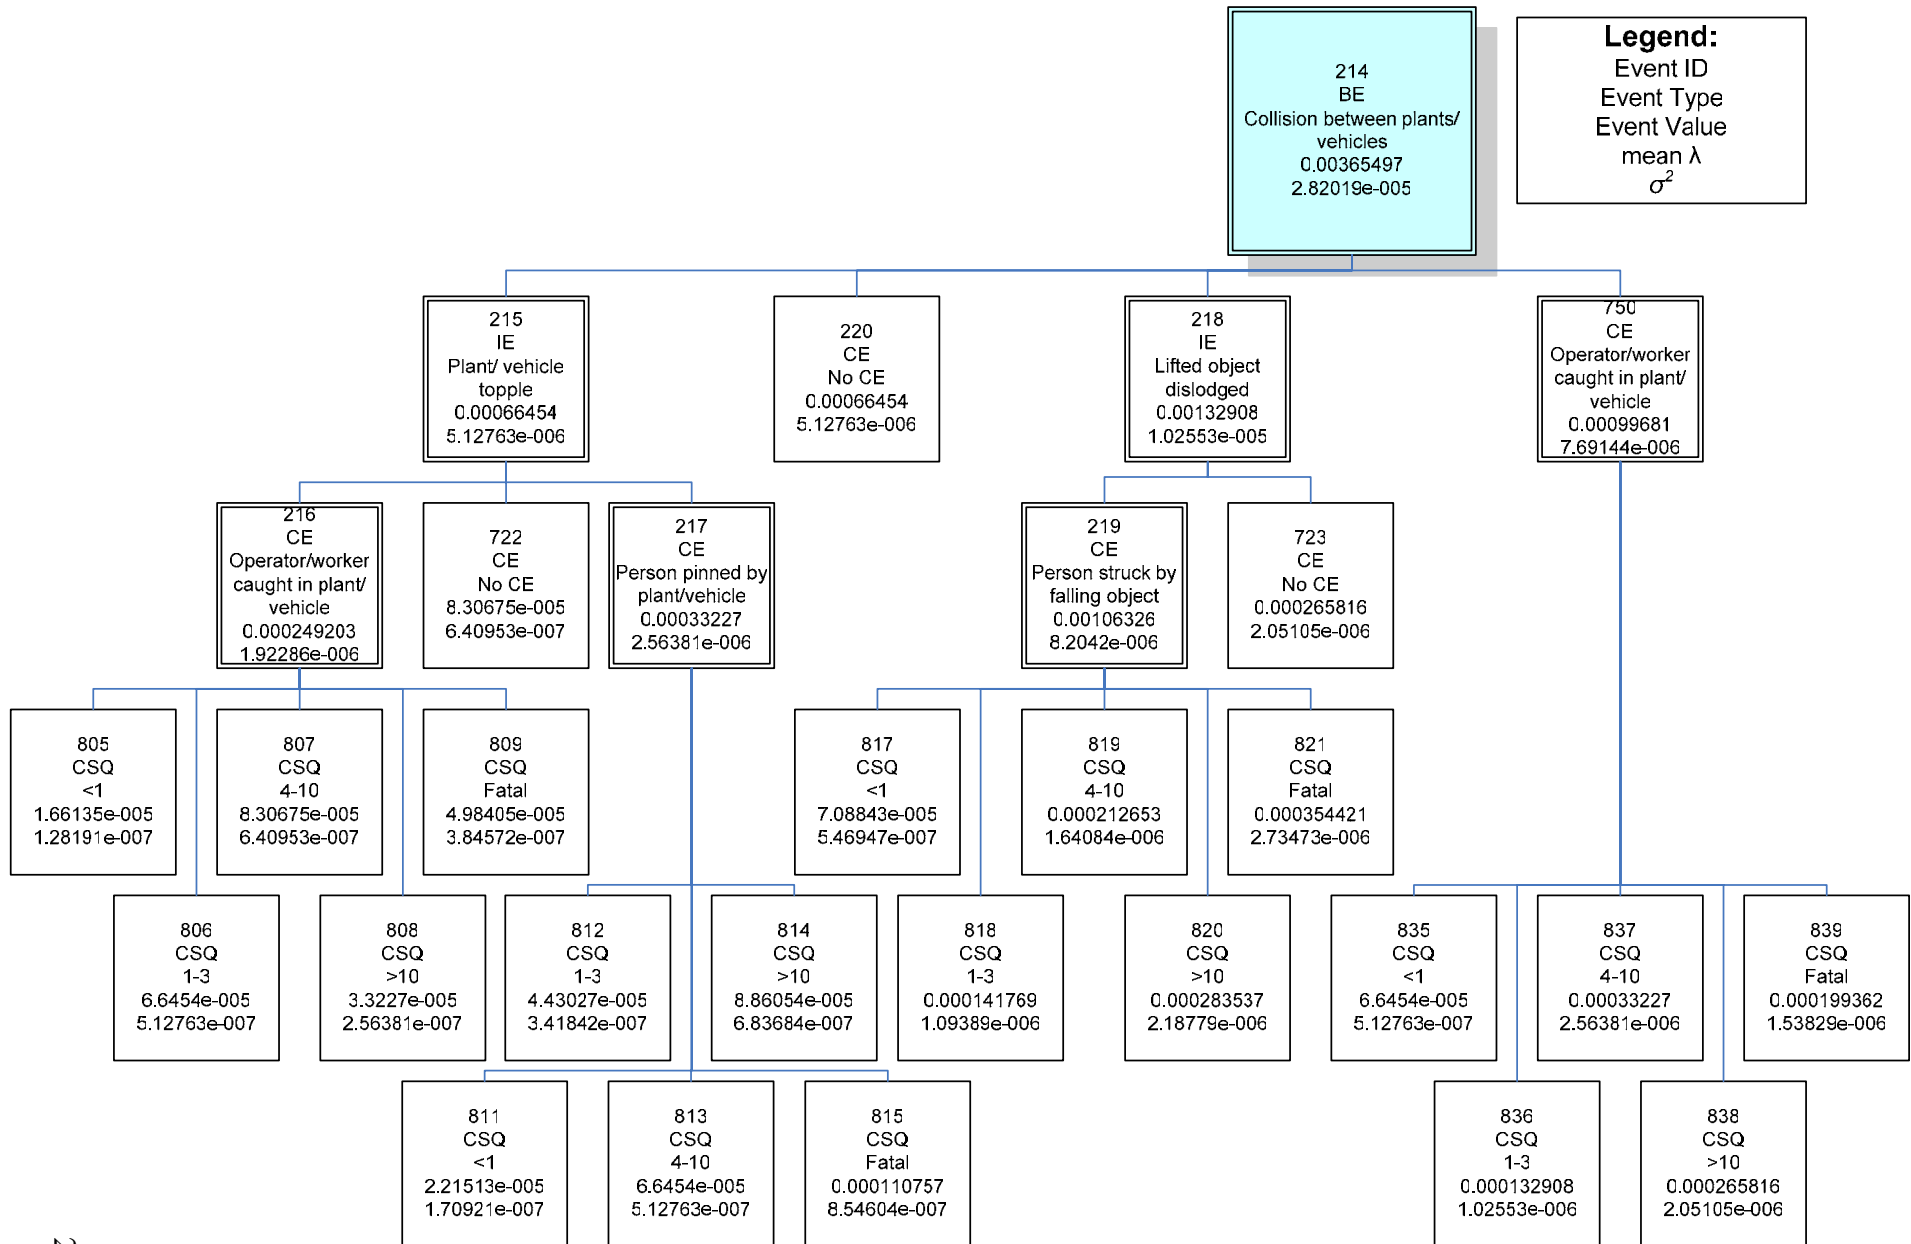 214
BE
Collision between plants/
vehicles
0.00365497
2.82019e-005
Legend:
Event ID
Event Type
Event Value
mean λ
σ²
215
IE
Plant/ vehicle
topple
0.00066454
5.12763e-006
220
CE
No CE
0.00066454
5.12763e-006
218
IE
Lifted object
dislodged
0.00132908
1.02553e-005
750
CE
Operator/worker
caught in plant/
vehicle
0.00099681
7.69144e-006
216
CE
Operator/worker
caught in plant/
vehicle
0.000249203
1.92286e-006
722
CE
No CE
8.30675e-005
6.40953e-007
217
CE
Person pinned by
plant/vehicle
0.00033227
2.56381e-006
219
CE
Person struck by
falling object
0.00106326
8.2042e-006
723
CE
No CE
0.000265816
2.05105e-006
805
CSQ
<1
1.66135e-005
1.28191e-007
807
CSQ
4-10
8.30675e-005
6.40953e-007
809
CSQ
Fatal
4.98405e-005
3.84572e-007
817
CSQ
<1
7.08843e-005
5.46947e-007
819
CSQ
4-10
0.000212653
1.64084e-006
821
CSQ
Fatal
0.000354421
2.73473e-006
806
CSQ
1-3
6.6454e-005
5.12763e-007
808
CSQ
>10
3.3227e-005
2.56381e-007
812
CSQ
1-3
4.43027e-005
3.41842e-007
814
CSQ
>10
8.86054e-005
6.83684e-007
818
CSQ
1-3
0.000141769
1.09389e-006
820
CSQ
>10
0.000283537
2.18779e-006
835
CSQ
<1
6.6454e-005
5.12763e-007
837
CSQ
4-10
0.00033227
2.56381e-006
839
CSQ
Fatal
0.000199362
1.53829e-006
811
CSQ
<1
2.21513e-005
1.70921e-007
813
CSQ
4-10
6.6454e-005
5.12763e-007
815
CSQ
Fatal
0.000110757
8.54604e-007
836
CSQ
1-3
0.000132908
1.02553e-006
838
CSQ
>10
0.000265816
2.05105e-006